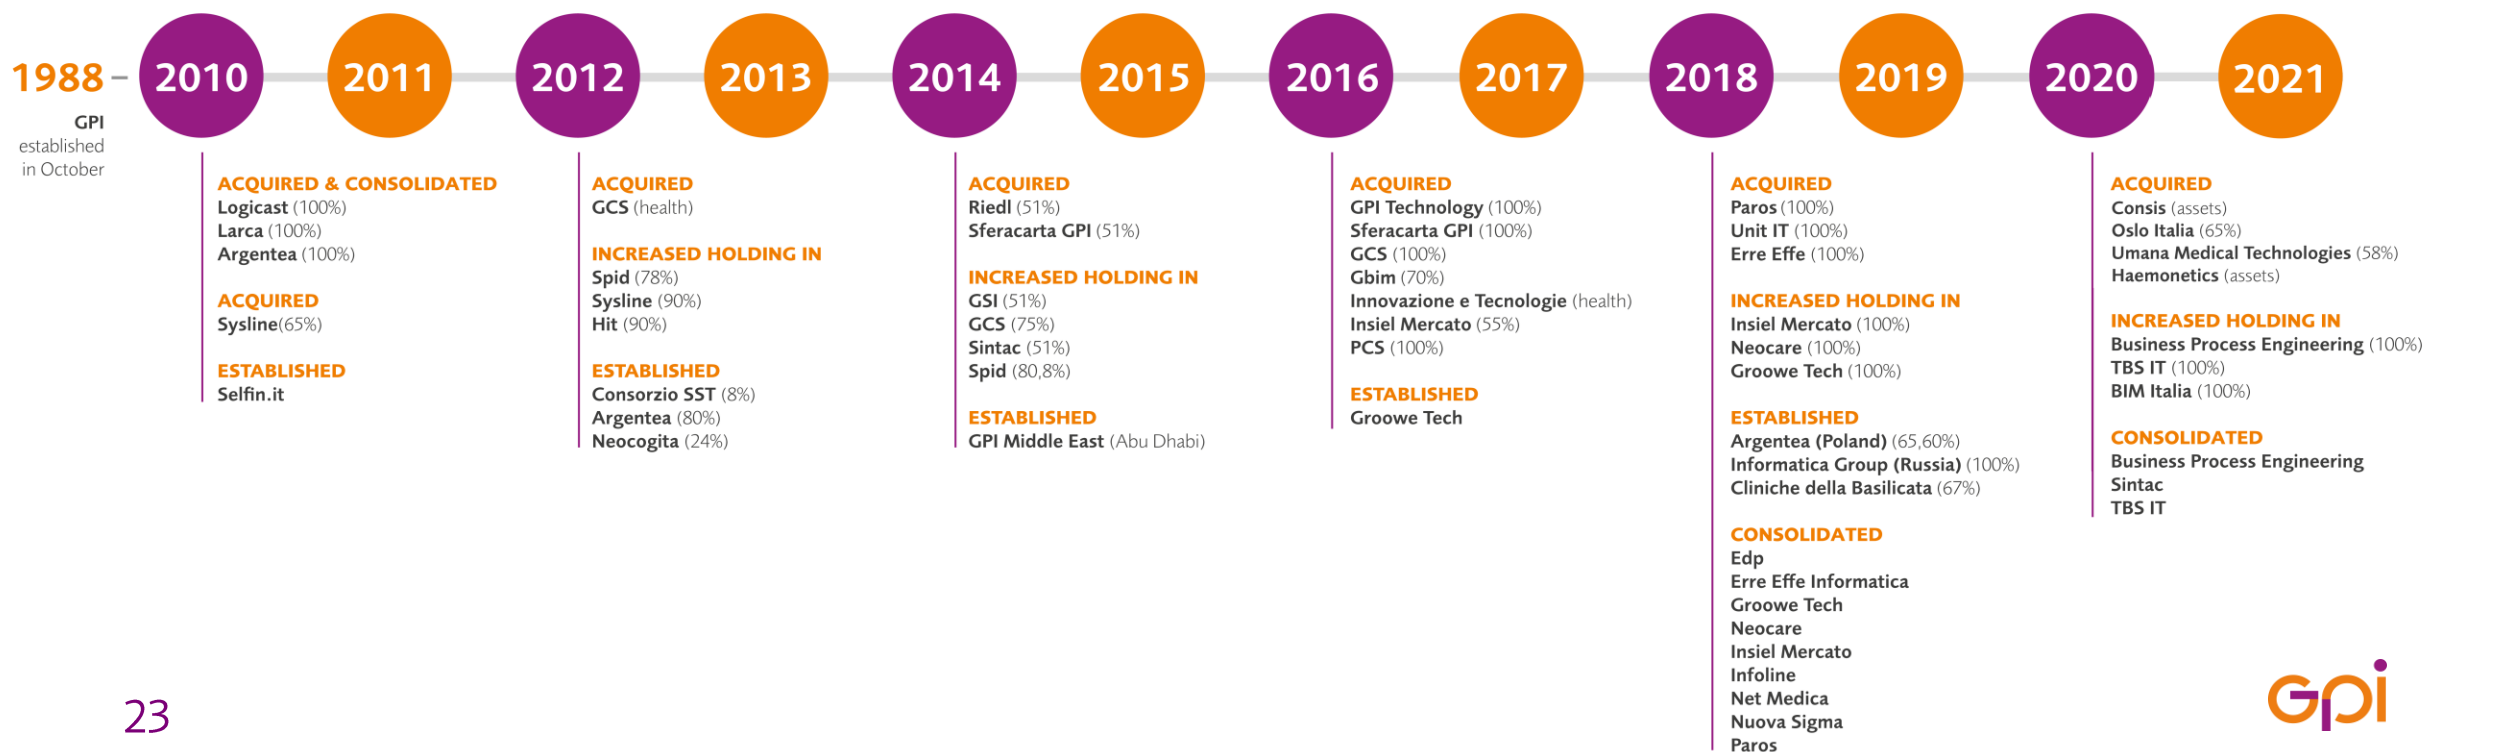 1988
GPI
established
in October
2010
2011
2012
2013
2014
2015
2016
2017
2018
2019
2020
2021
ACQUIRED & CONSOLIDATED
Logicast (100%)
Larca (100%)
Argentea (100%)
ACQUIRED
Sysline(65%)
ESTABLISHED
Selfin.it
ACQUIRED
GCS (health)
INCREASED HOLDING IN
Spid (78%)
Sysline (90%)
Hit (90%)
ESTABLISHED
Consorzio SST (8%)
Argentea (80%)
Neocogita (24%)
ACQUIRED
Riedl (51%)
Sferacarta GPI (51%)
INCREASED HOLDING IN
GSI (51%)
GCS (75%)
Sintac (51%)
Spid (80,8%)
ESTABLISHED
GPI Middle East (Abu Dhabi)
ACQUIRED
GPI Technology (100%)
Sferacarta GPI (100%)
GCS (100%)
Gbim (70%)
Innovazione e Tecnologie (health)
Insiel Mercato (55%)
PCS (100%)
ESTABLISHED
Groowe Tech
ACQUIRED
Paros (100%)
Unit IT (100%)
Erre Effe (100%)
INCREASED HOLDING IN
Insiel Mercato (100%)
Neocare (100%)
Groowe Tech (100%)
ESTABLISHED
Argentea (Poland) (65,60%)
Informatica Group (Russia) (100%)
Cliniche della Basilicata (67%)
CONSOLIDATED
Edp
Erre Effe Informatica
Groowe Tech
Neocare
Insiel Mercato
Infoline
Net Medica
Nuova Sigma
Paros
ACQUIRED
Consis (assets)
Oslo Italia (65%)
Umana Medical Technologies (58%)
Haemonetics (assets)
INCREASED HOLDING IN
Business Process Engineering (100%)
TBS IT (100%)
BIM Italia (100%)
CONSOLIDATED
Business Process Engineering
Sintac
TBS IT
23
Gpi